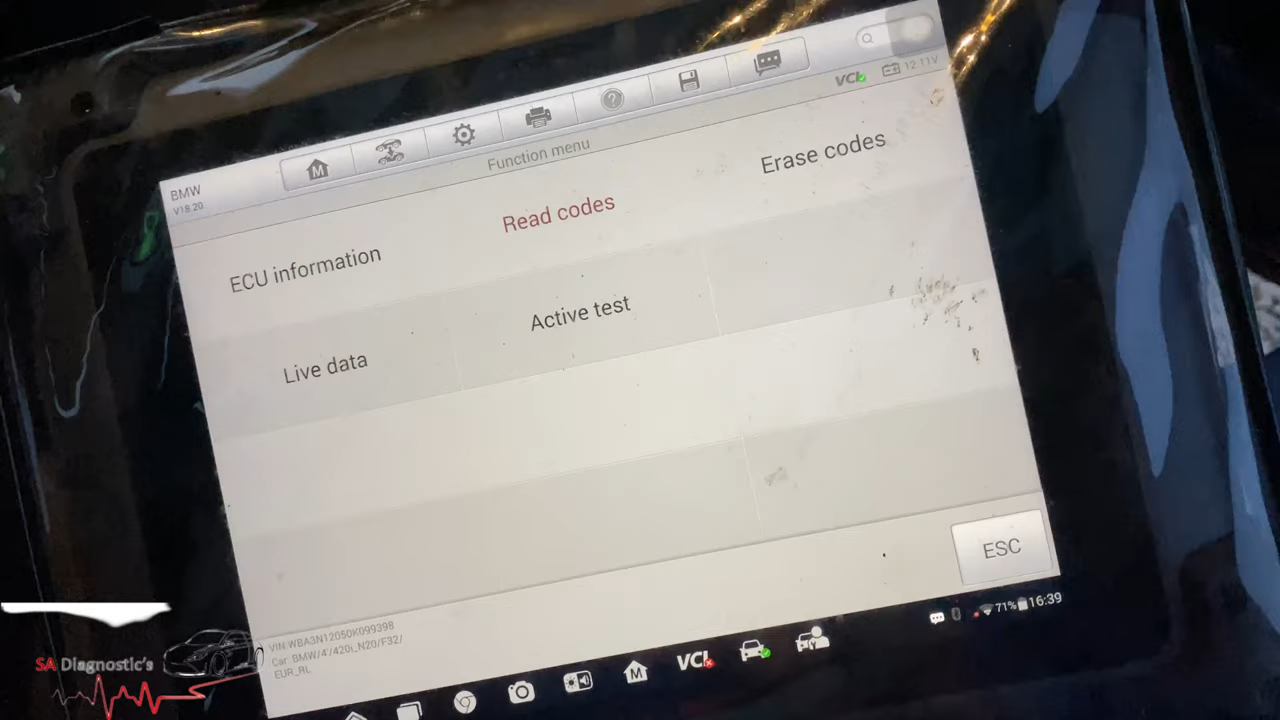 VCI 12.11V
BMW
V18.20
Function menu
ECU information
Read codes
Erase codes
Live data
Active test
ESC
VIN:WBA3N12050K099398
Car: BMW/4'/420i_N20/F32/
EUR_RL
M
VCI
71% 16:39
SA Diagnostic's